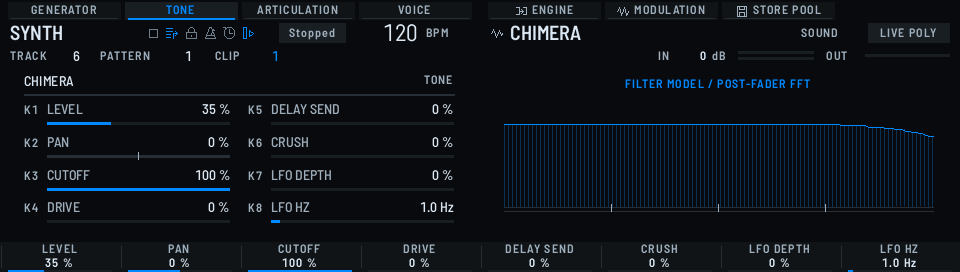 GENERATOR TONE ARTICULATION VOICE ENGINE MODULATION STORE POOL
SYNTH Stopped 120 BPM CHIMERA SOUND LIVE POLY
TRACK 6 PATTERN 1 CLIP 1 IN 0 dB OUT
CHIMERA TONE
FILTER MODEL / POST-FADER FFT
K1 LEVEL 35 % K5 DELAY SEND 0 %
K2 PAN 0 % K6 CRUSH 0 %
K3 CUTOFF 100 % K7 LFO DEPTH 0 %
K4 DRIVE 0 % K8 LFO HZ 1.0 Hz
LEVEL PAN CUTOFF DRIVE DELAY SEND CRUSH LFO DEPTH LFO HZ
35 % 0 % 100 % 0 % 0 % 0 % 0 % 1.0 Hz